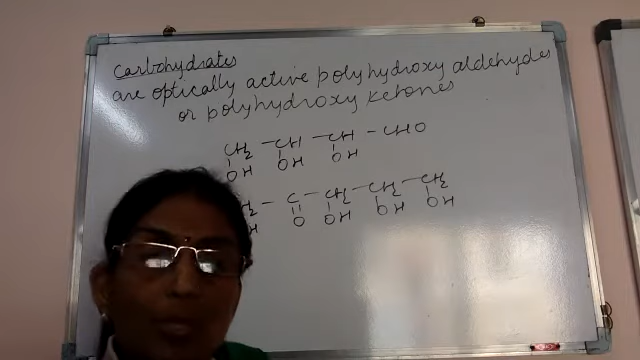 Carbohydrates
are optically active polyhydroxy aldehydes
or polyhydroxy Ketones
CH2 - CH - CH - CHO
OH OH OH
H2 - C - CH2 - CH2 - CH2
H O OH OH OH